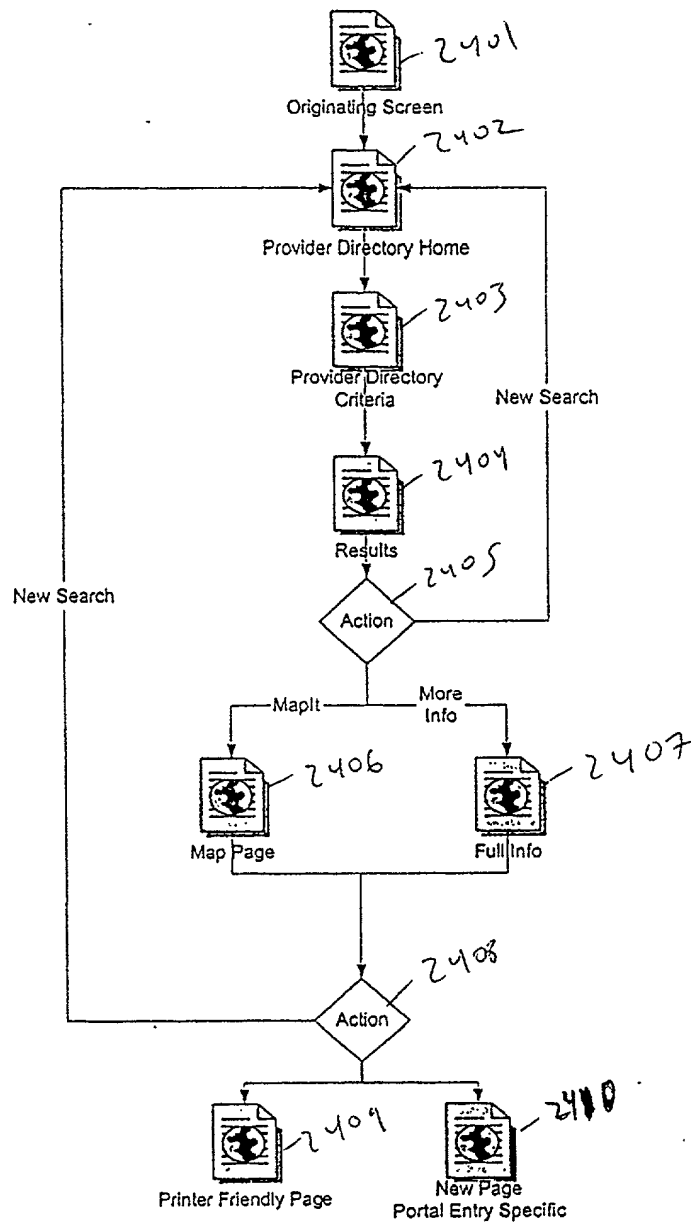 2401
Originating Screen
2402
Provider Directory Home
2403
Provider Directory
Criteria
New Search
2404
Results
2405
New Search
Action
MapIt
More
Info
2406
2407
Map Page
Full Info
2408
Action
2409
2410
Printer Friendly Page
New Page
Portal Entry Specific